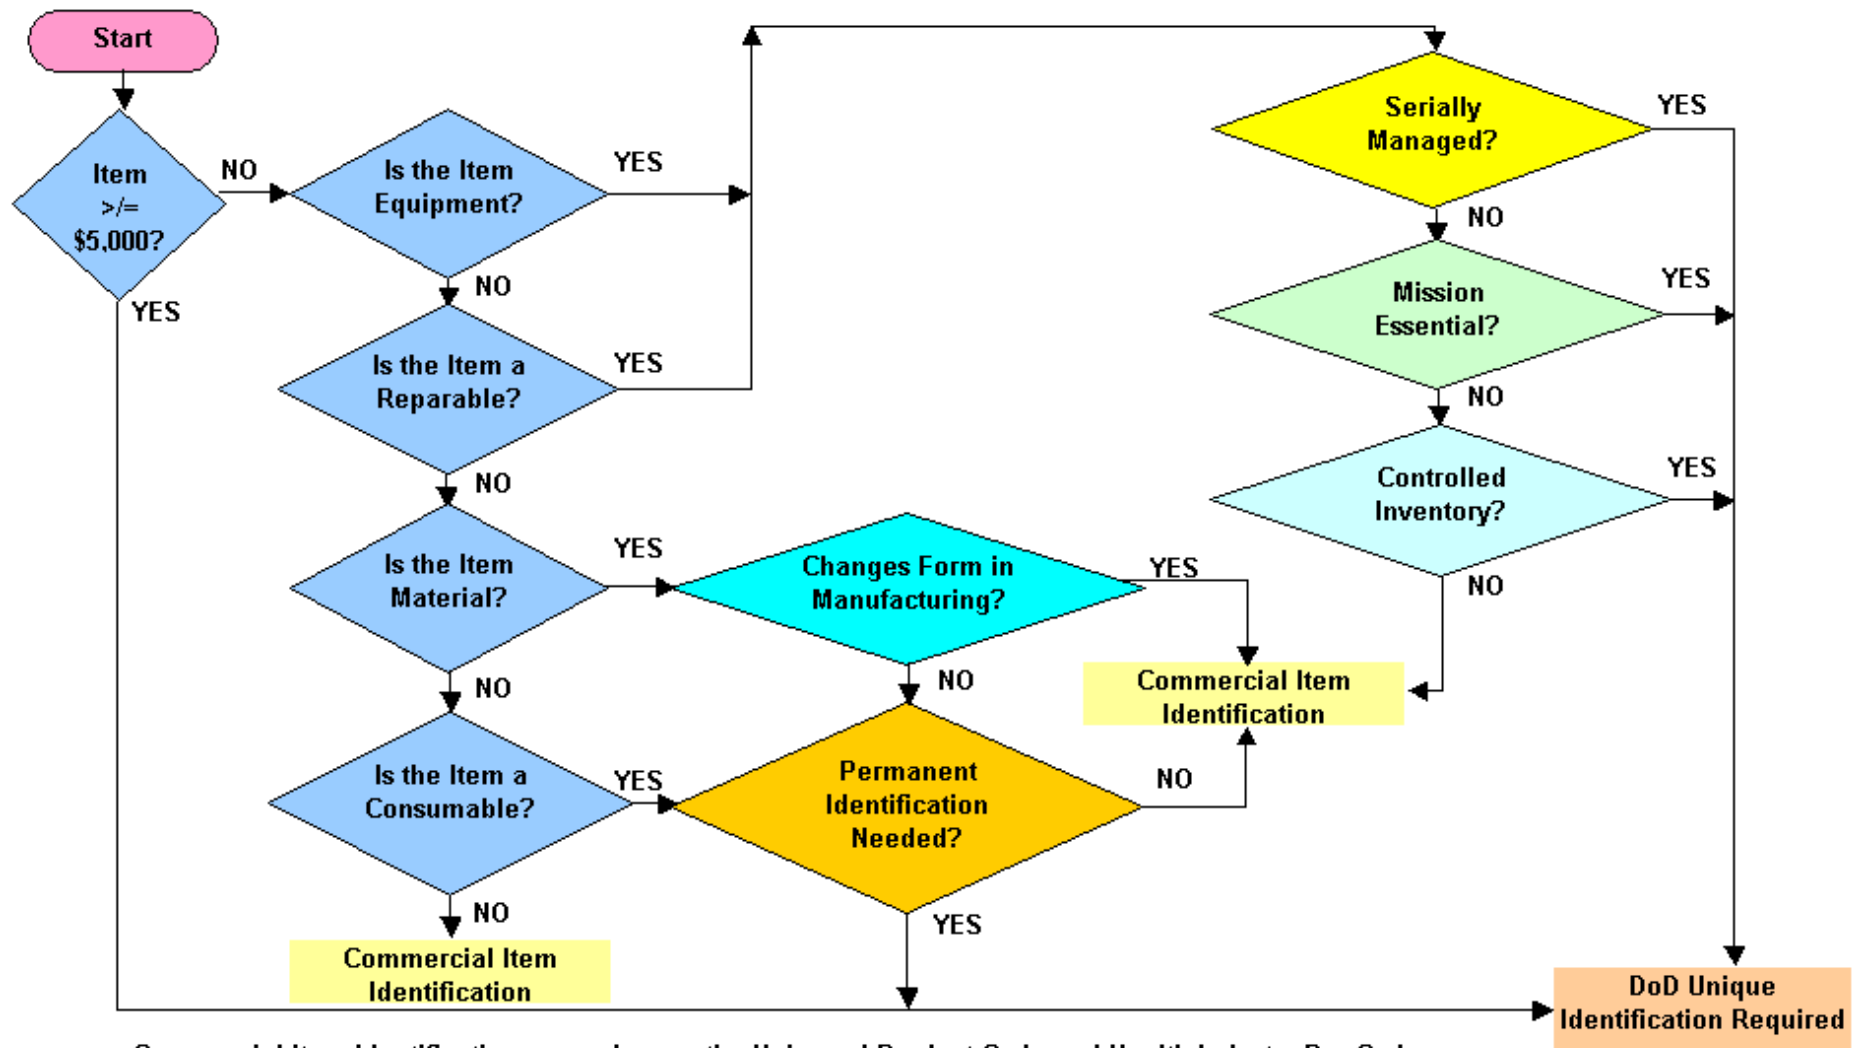 Start
Item
>/=
$5,000?
NO
YES
Is the Item
Equipment?
YES
NO
Is the Item a
Reparable?
YES
NO
Is the Item
Material?
YES
NO
Is the Item a
Consumable?
YES
NO
Commercial Item
Identification
Changes Form in
Manufacturing?
YES
NO
Permanent
Identification
Needed?
NO
YES
Commercial Item
Identification
Serially
Managed?
YES
NO
Mission
Essential?
YES
NO
Controlled
Inventory?
YES
NO
DoD Unique
Identification Required